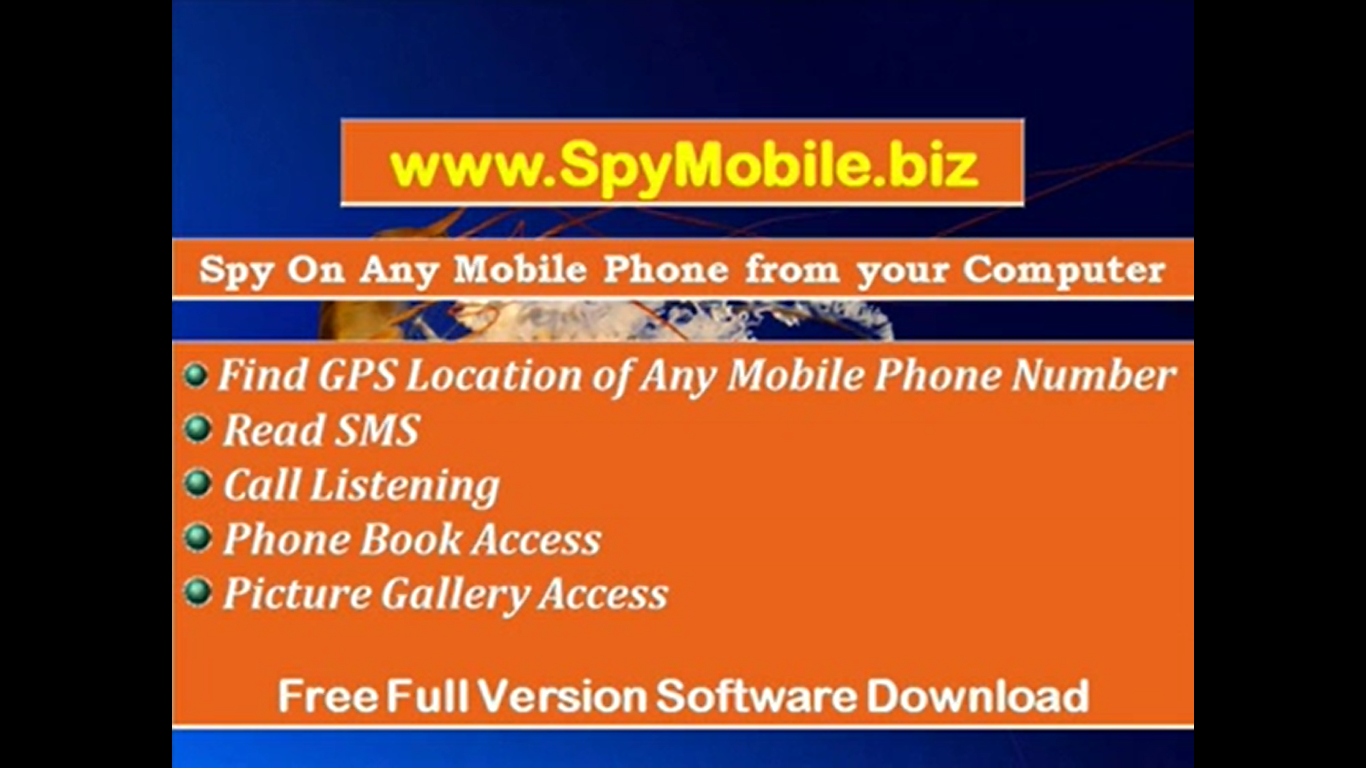 www.SpyMobile.biz
Spy On Any Mobile Phone from your Computer
Find GPS Location of Any Mobile Phone Number
Read SMS
Call Listening
Phone Book Access
Picture Gallery Access
Free Full Version Software Download